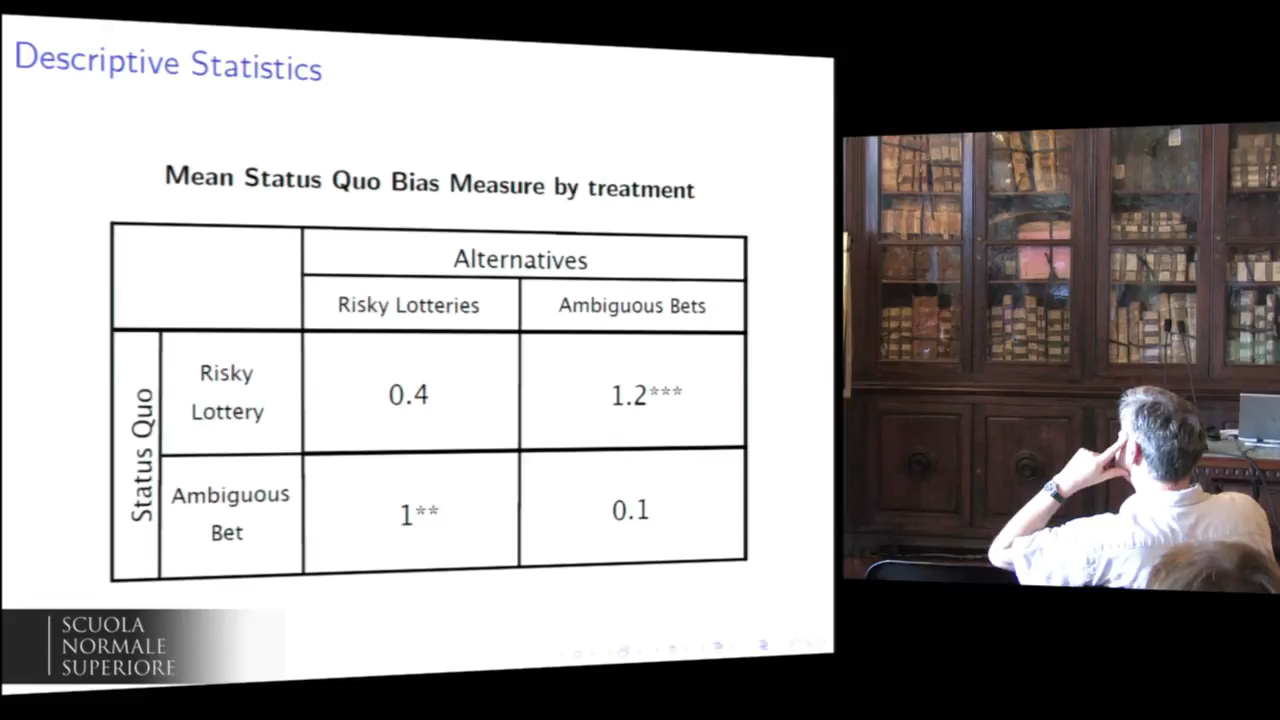 Descriptive Statistics
Mean Status Quo Bias Measure by treatment
Alternatives
Risky Lotteries
Ambiguous Bets
Status Quo
Risky
Lottery
0.4
1.2***
Ambiguous
Bet
1**
0.1
SCUOLA
NORMALE
SUPERIORE